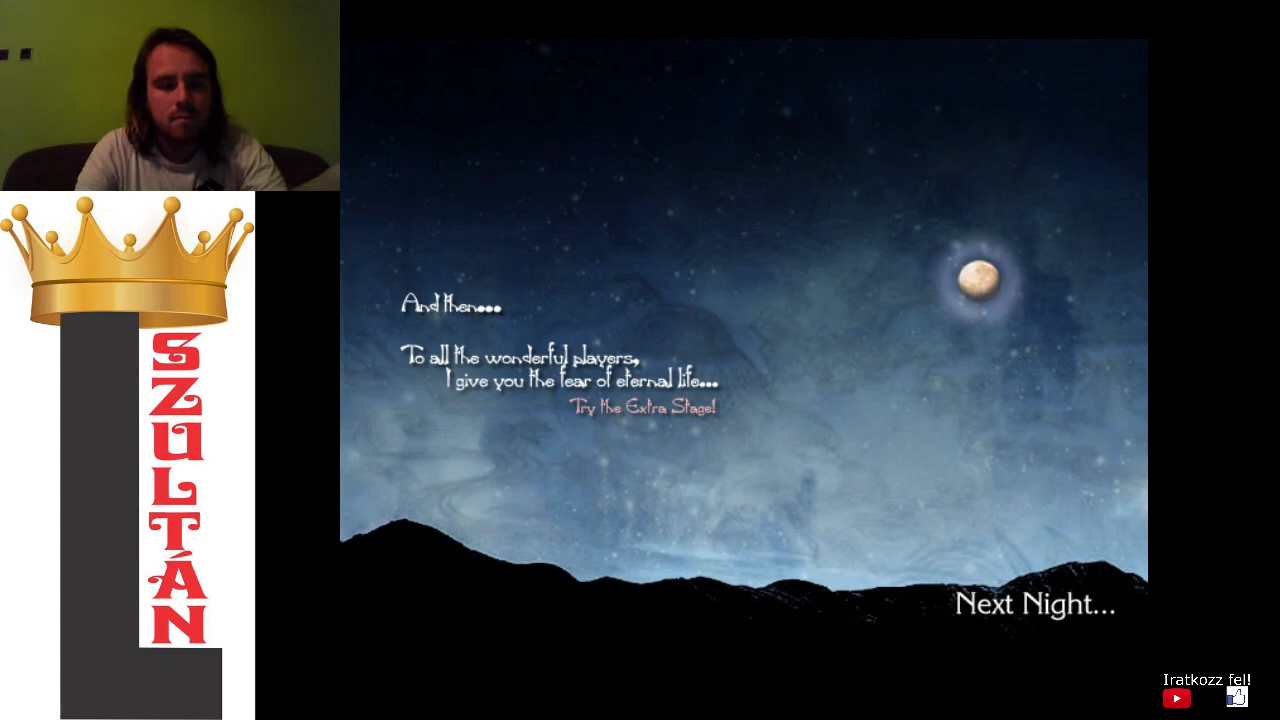 L
SZULTÁN
And then...
To all the wonderful players,
I give you the fear of eternal life...
Try the Extra Stage!
Next Night...
Iratkozz fel!